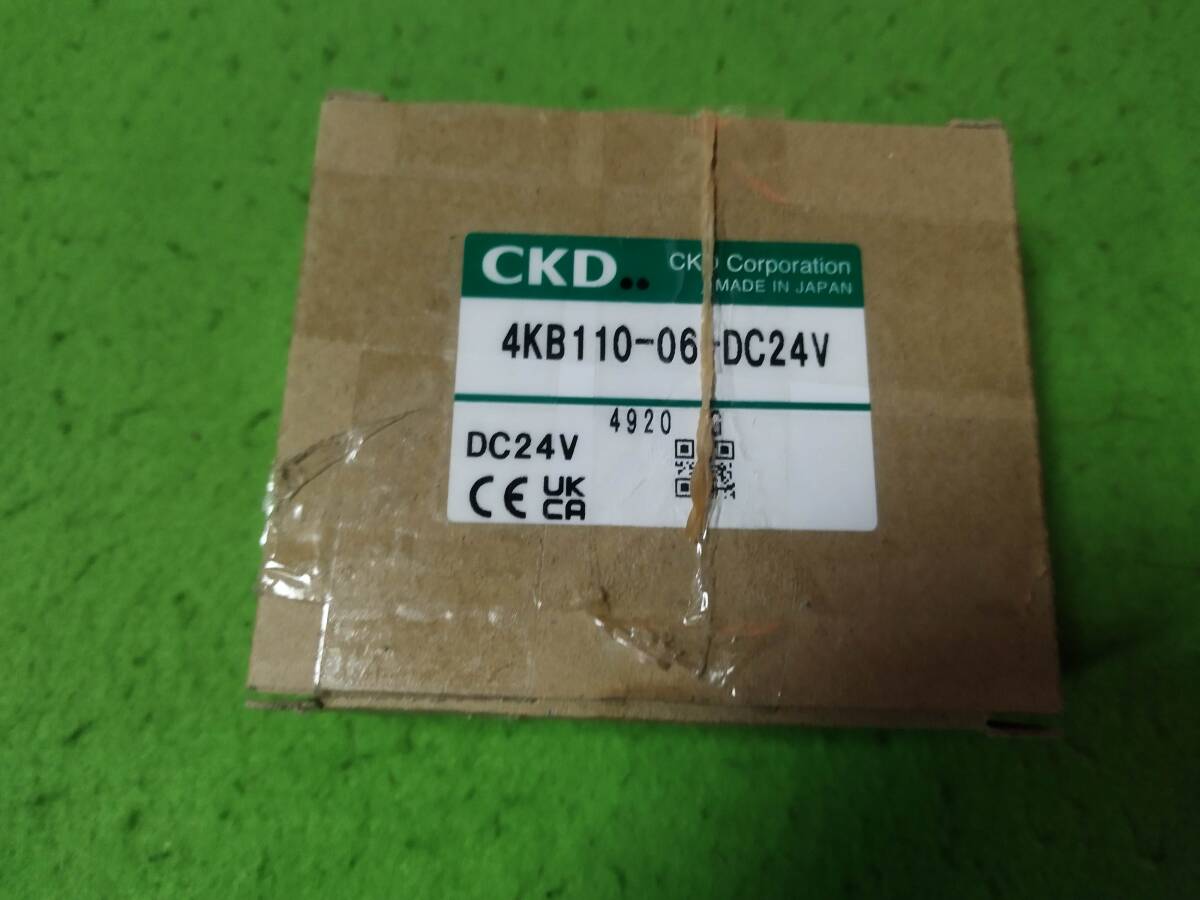 CKD
CKD Corporation
MADE IN JAPAN
4KB110-06-DC24V
4920 G
DC24V
CE UK
CA